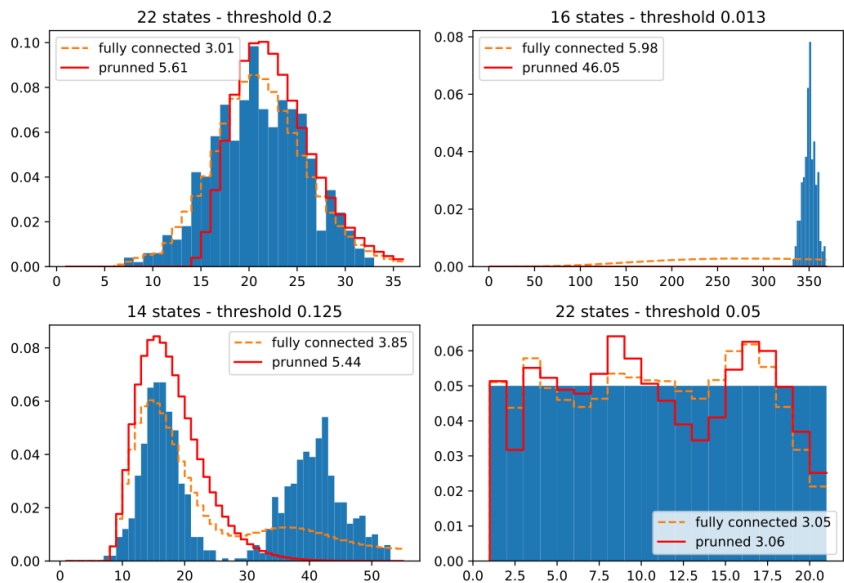 22 states - threshold 0.2
fully connected 3.01
prunned 5.61
0.10
0.08
0.06
0.04
0.02
0.00
0 5 10 15 20 25 30 35
16 states - threshold 0.013
fully connected 5.98
prunned 46.05
0.08
0.06
0.04
0.02
0.00
0 50 100 150 200 250 300 350
14 states - threshold 0.125
fully connected 3.85
prunned 5.44
0.08
0.06
0.04
0.02
0.00
0 10 20 30 40 50
22 states - threshold 0.05
0.06
0.05
0.04
0.03
0.02
0.01
0.00
fully connected 3.05
prunned 3.06
0.0 2.5 5.0 7.5 10.0 12.5 15.0 17.5 20.0